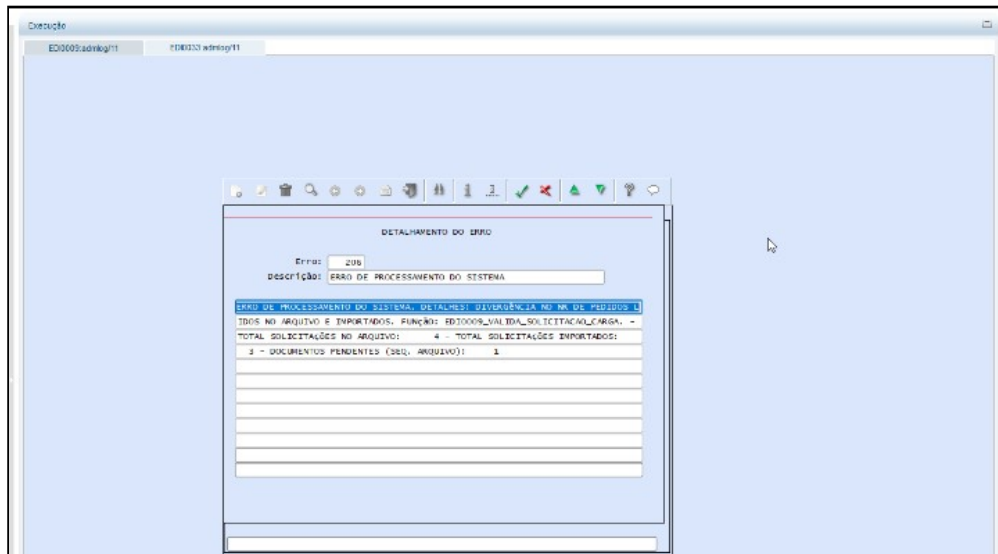 Execução
EDI0009:admlog/11 EDI0033 admlog/11
DETALHAMENTO DO ERRO
Erro: 206
Descrição: ERRO DE PROCESSAMENTO DO SISTEMA
ERRO DE PROCESSAMENTO DO SISTEMA. DETALHES: DIVERGêNCIA NO NR DE PEDIDOS L
IDOS NO ARQUIVO E IMPORTADOS. FUNção: EDI0009_VALIDA_SOLICITACAO_CARGA. -
TOTAL SOLICITAçõES NO ARQUIVO: 4 - TOTAL SOLICITAçõES IMPORTADOS:
3 - DOCUMENTOS PENDENTES (SEQ. ARQUIVO): 1